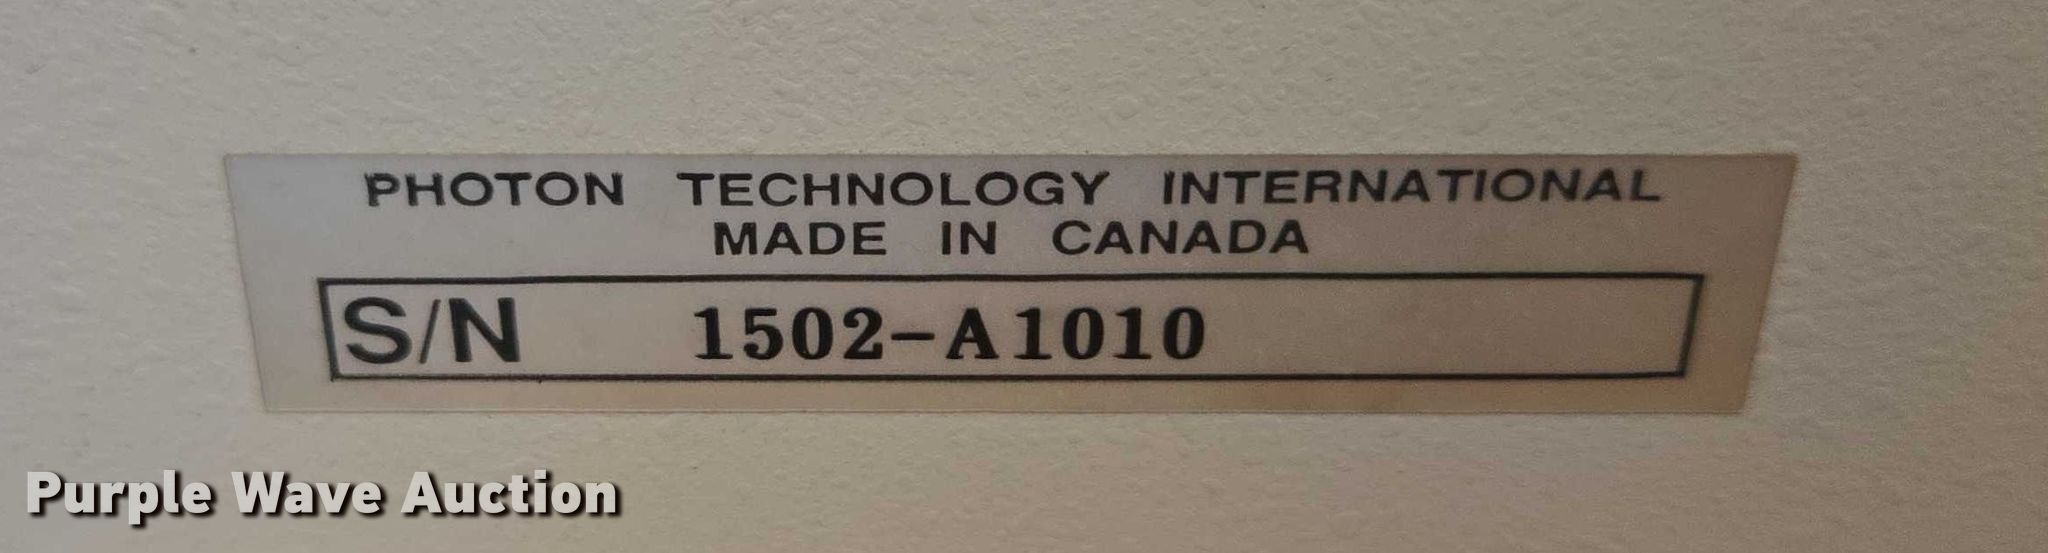 PHOTON TECHNOLOGY INTERNATIONAL
MADE IN CANADA
S/N 1502-A1010
Purple Wave Auction